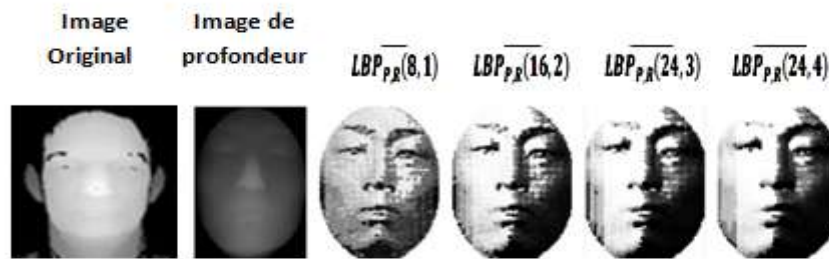 Image
Original
Image de
profondeur
LBP_{P,R}(8,1)
LBP_{P,R}(16,2)
LBP_{P,R}(24,3)
LBP_{P,R}(24,4)